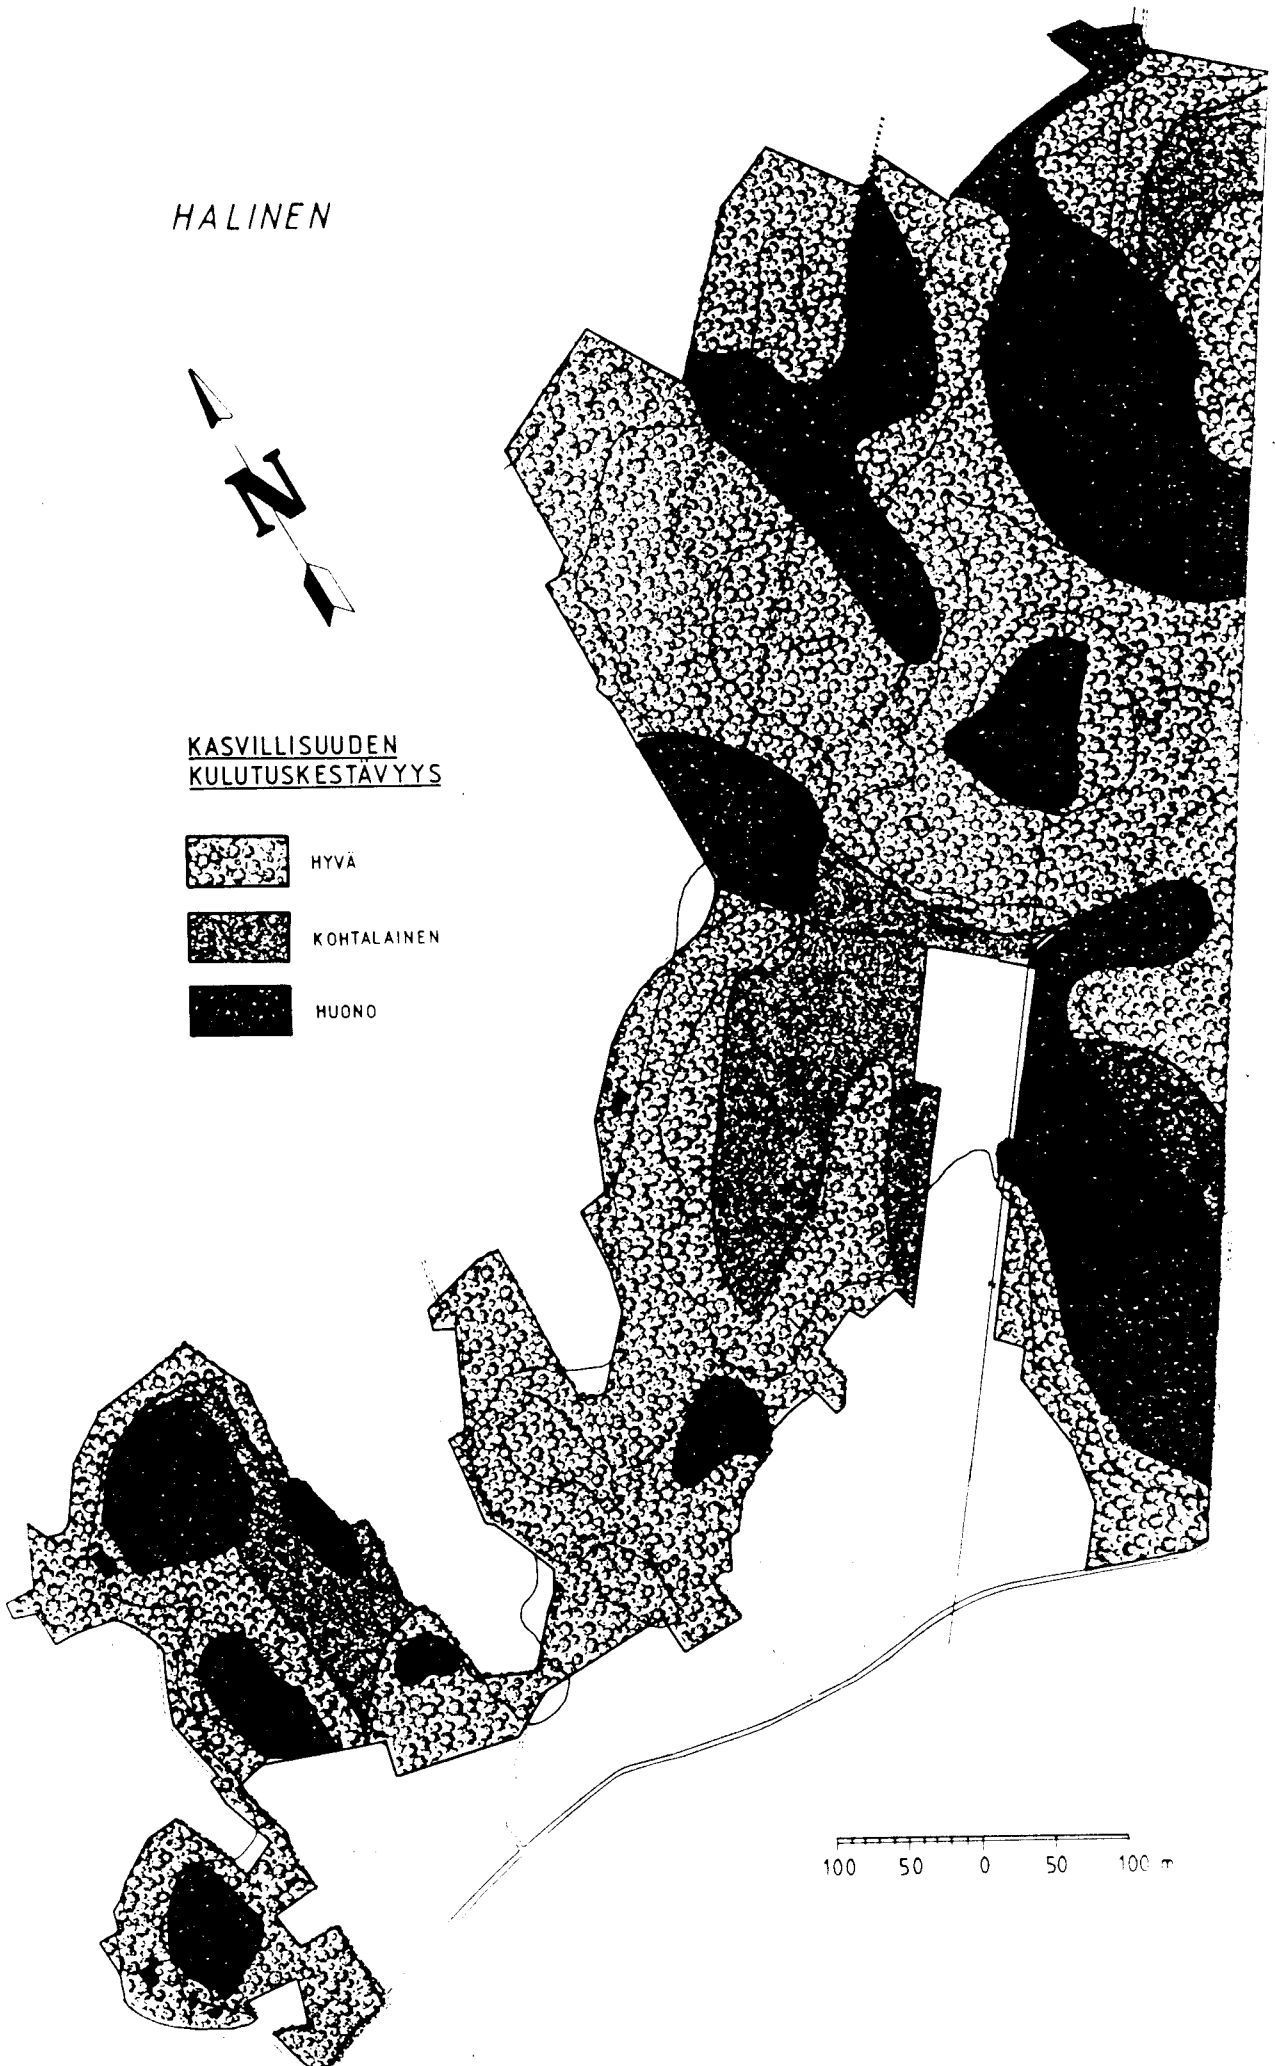 HALINEN
N
KASVILLISUUDEN
KULUTUSKESTÄVYYS
HYVÄ
KOHTALAINEN
HUONO
100 50 0 50 100 m